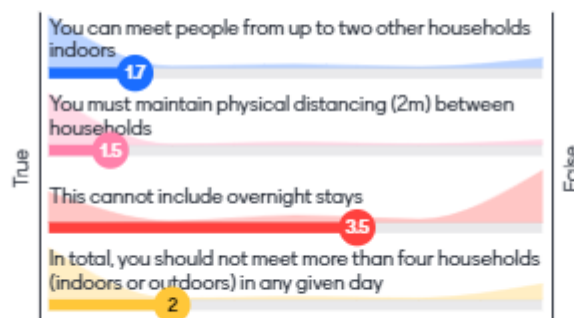 You can meet people from up to two other households
indoors
1.7
You must maintain physical distancing (2m) between
households
1.5
This cannot include overnight stays
3.5
In total, you should not meet more than four households
(indoors or outdoors) in any given day
2
True
False